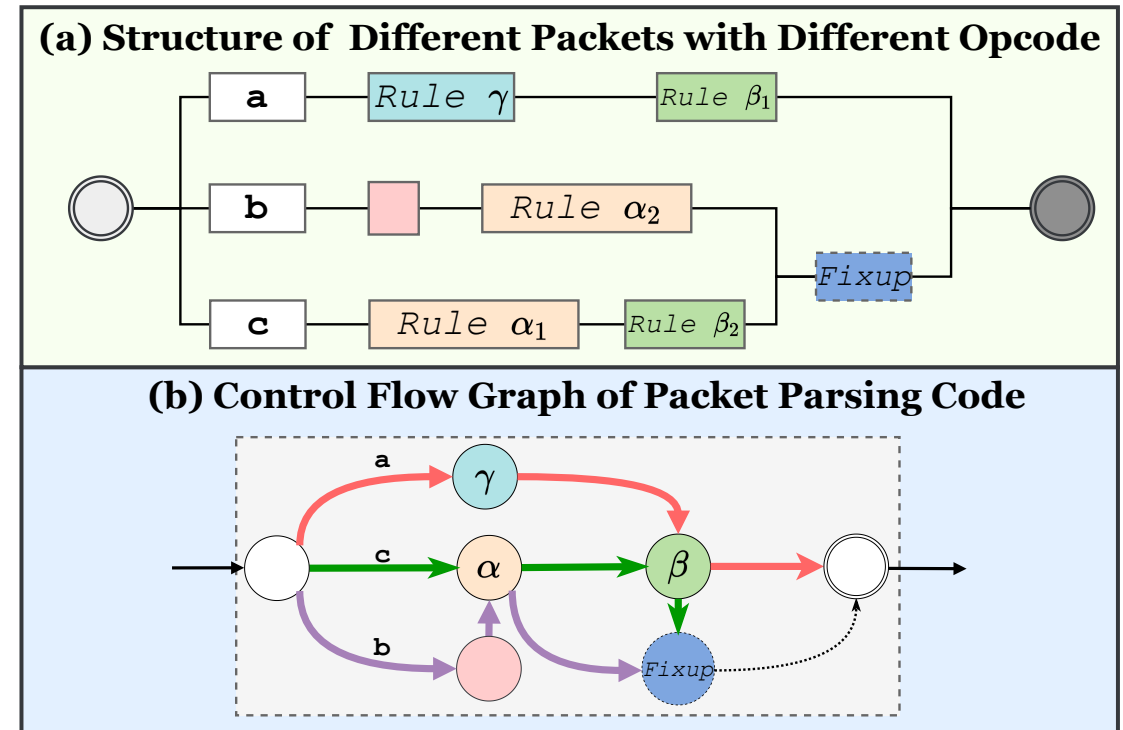 (a) Structure of Different Packets with Different Opcode
a
Rule γ
Rule β₁
b
Rule α₂
Fixup
c
Rule α₁
Rule β₂
(b) Control Flow Graph of Packet Parsing Code
a
γ
c
α
β
b
Fixup